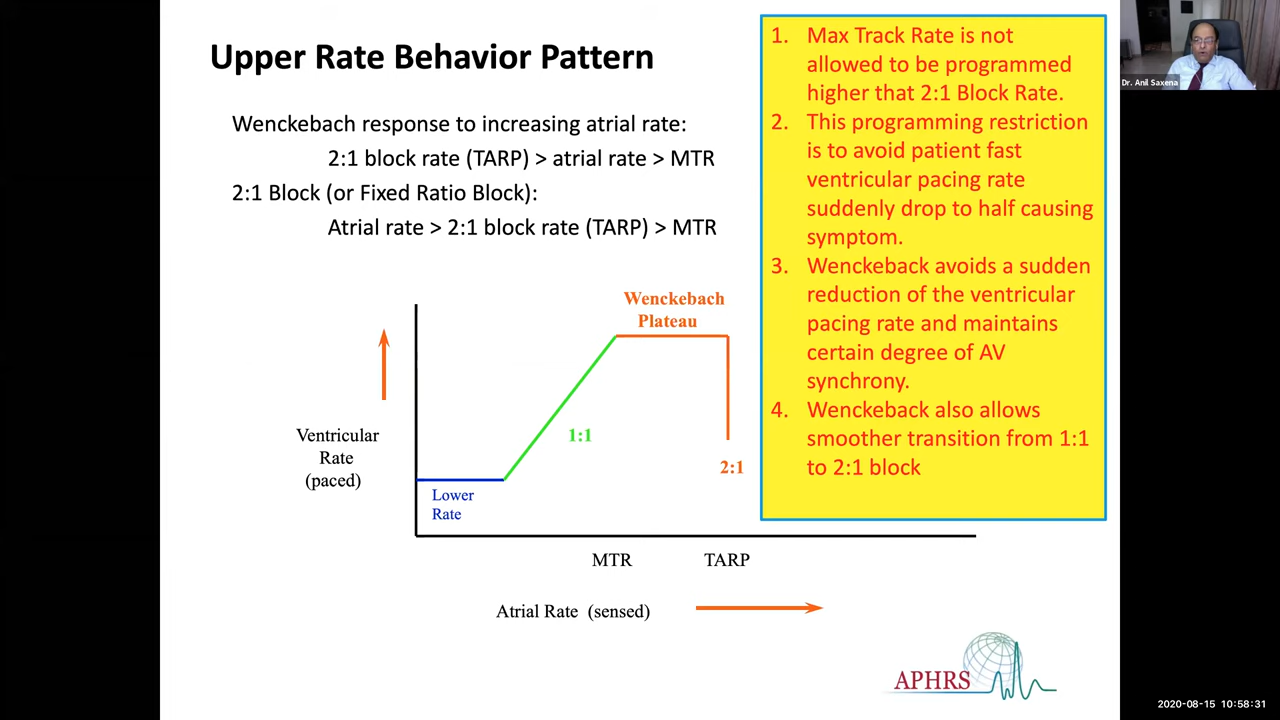 Upper Rate Behavior Pattern
Wenckebach response to increasing atrial rate:
2:1 block rate (TARP) > atrial rate > MTR
2:1 Block (or Fixed Ratio Block):
Atrial rate > 2:1 block rate (TARP) > MTR
Wenckebach
Plateau
1:1
2:1
Ventricular
Rate
(paced)
Lower
Rate
MTR
TARP
Atrial Rate (sensed)
1. Max Track Rate is not
allowed to be programmed
higher that 2:1 Block Rate.
2. This programming restriction
is to avoid patient fast
ventricular pacing rate
suddenly drop to half causing
symptom.
3. Wenckeback avoids a sudden
reduction of the ventricular
pacing rate and maintains
certain degree of AV
synchrony.
4. Wenckeback also allows
smoother transition from 1:1
to 2:1 block
Dr. Anil Saxena
APHRS
2020-08-15 10:58:31